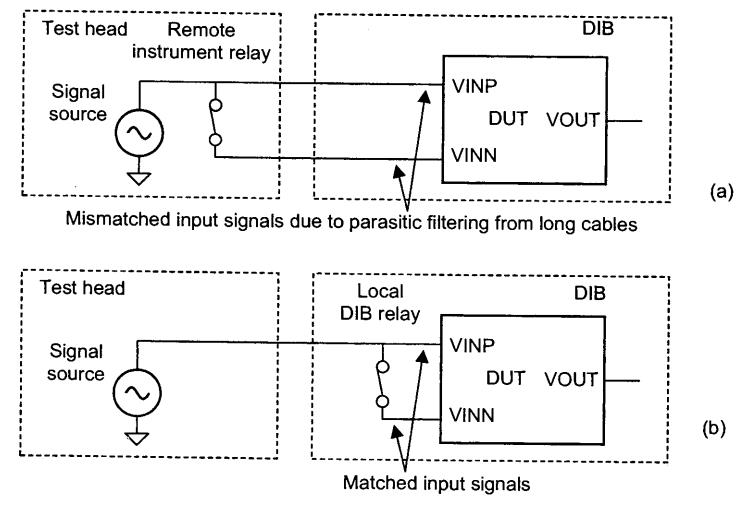 Test head
Remote
instrument relay
DIB
Signal
source
VINP
DUT VOUT
VINN
(a)
Mismatched input signals due to parasitic filtering from long cables
Test head
Local
DIB relay
DIB
Signal
source
VINP
DUT VOUT
VINN
(b)
Matched input signals